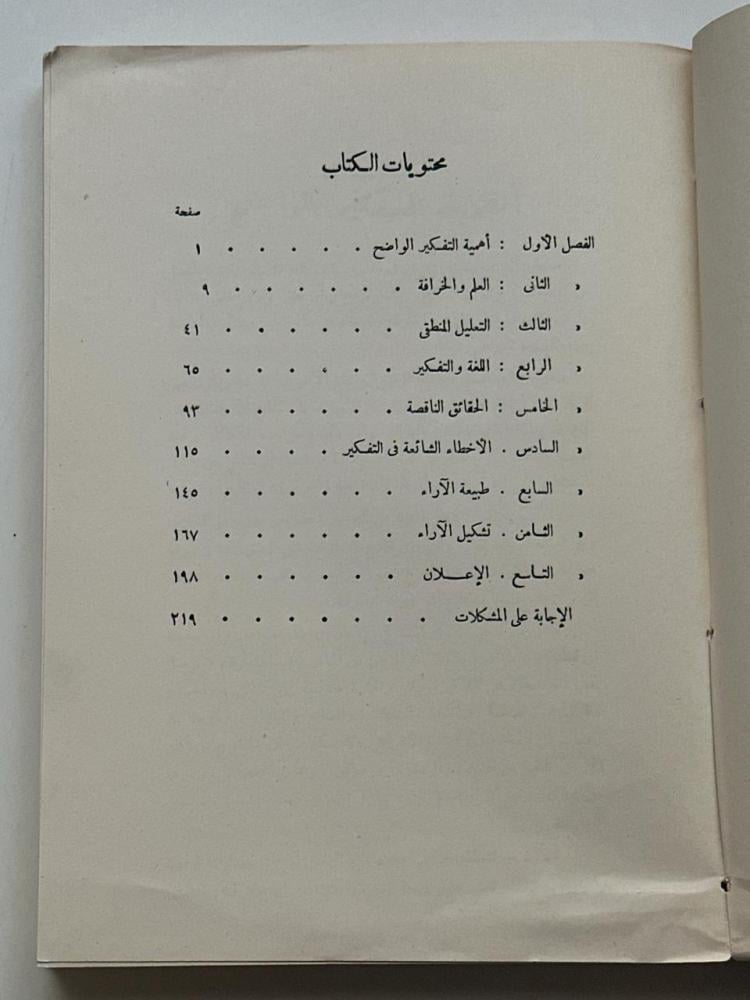 محتويات الكتاب
صفحة
الفصل الأول : أهمية التفكير الواضح . . . . . ١
« الثانى : العلم والخرافة . . . . . . ٩
« الثالث : التعليل المنطقى . . . . . . ٤١
« الرابع : اللغة والتفكير . . . . . . ٦٥
« الخامس : الحقائق الناقصة . . . . . . ٩٣
« السادس . الأخطاء الشائعة فى التفكير . . . . ١١٥
« السابع . طبيعة الآراء . . . . . . ١٤٥
« الثامن . تشكيل الآراء . . . . . . ١٦٧
« التاسع . الإعــلان . . . . . . ١٩٨
الإجابة على المشكلات . . . . . . . ٢١٩